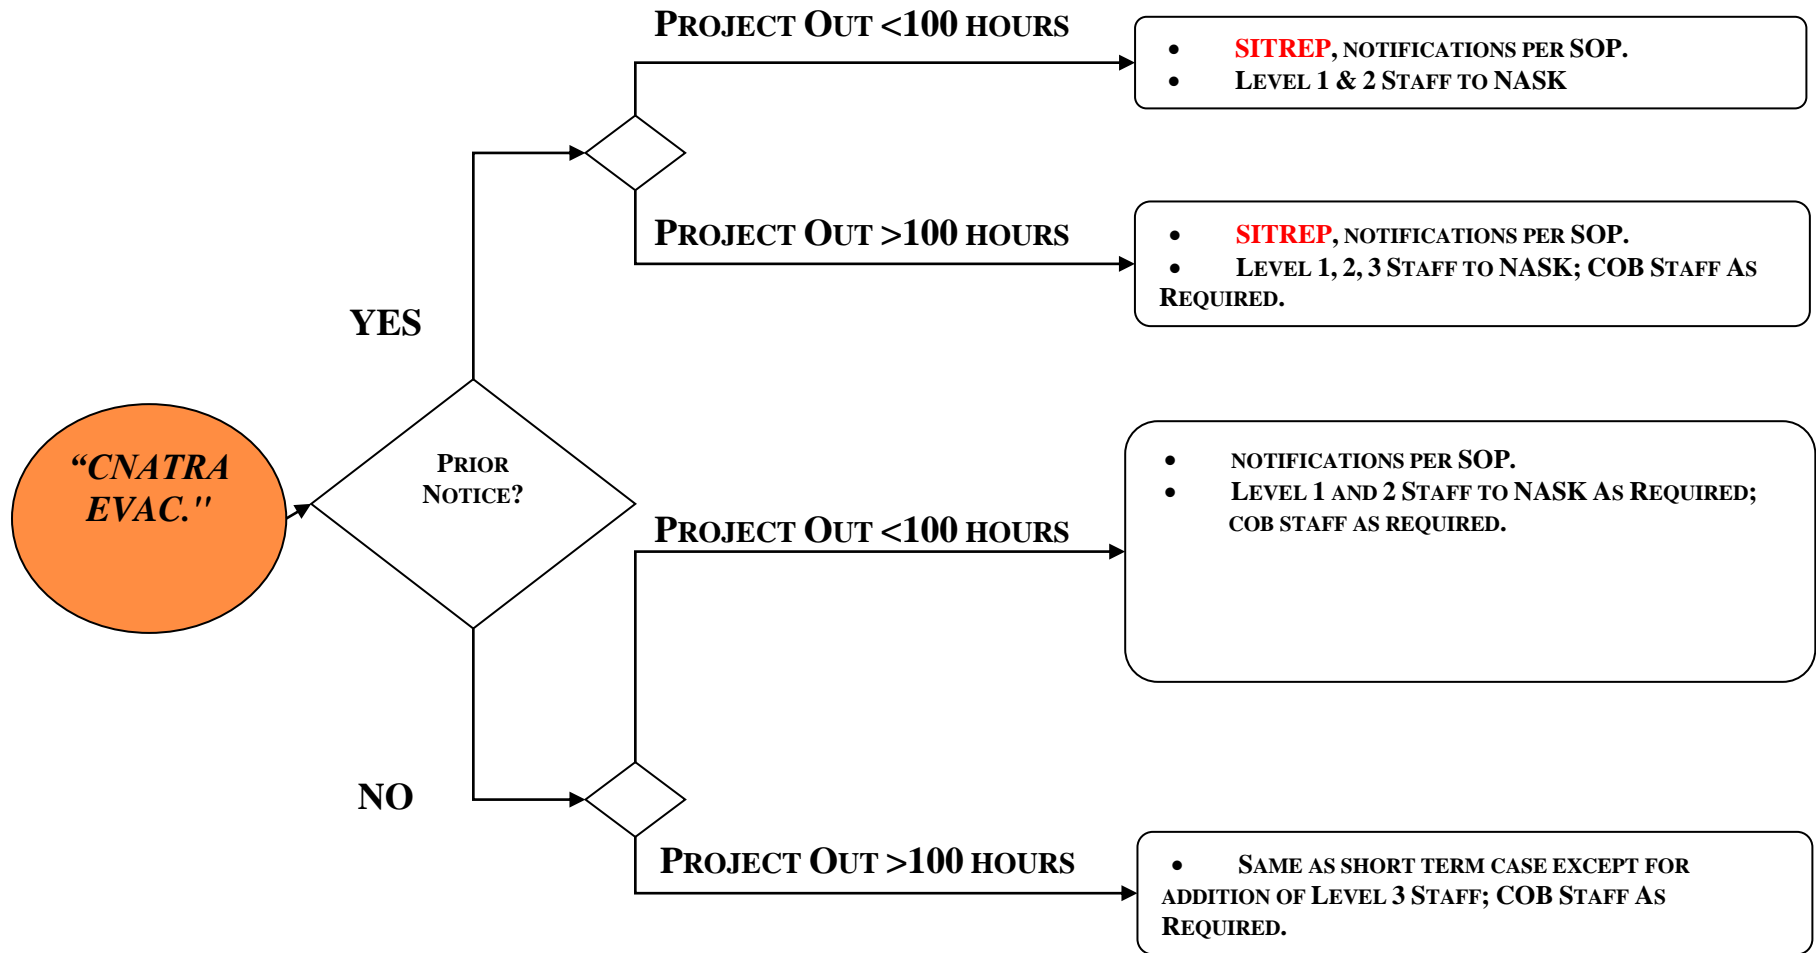 PROJECT OUT <100 HOURS
• SITREP, NOTIFICATIONS PER SOP.
• LEVEL 1 & 2 STAFF TO NASK
PROJECT OUT >100 HOURS
• SITREP, NOTIFICATIONS PER SOP.
• LEVEL 1, 2, 3 STAFF TO NASK; COB STAFF AS
REQUIRED.
YES
“CNATRA
EVAC."
PRIOR
NOTICE?
PROJECT OUT <100 HOURS
• NOTIFICATIONS PER SOP.
• LEVEL 1 AND 2 STAFF TO NASK AS REQUIRED;
COB STAFF AS REQUIRED.
NO
PROJECT OUT >100 HOURS
• SAME AS SHORT TERM CASE EXCEPT FOR
ADDITION OF LEVEL 3 STAFF; COB STAFF AS
REQUIRED.